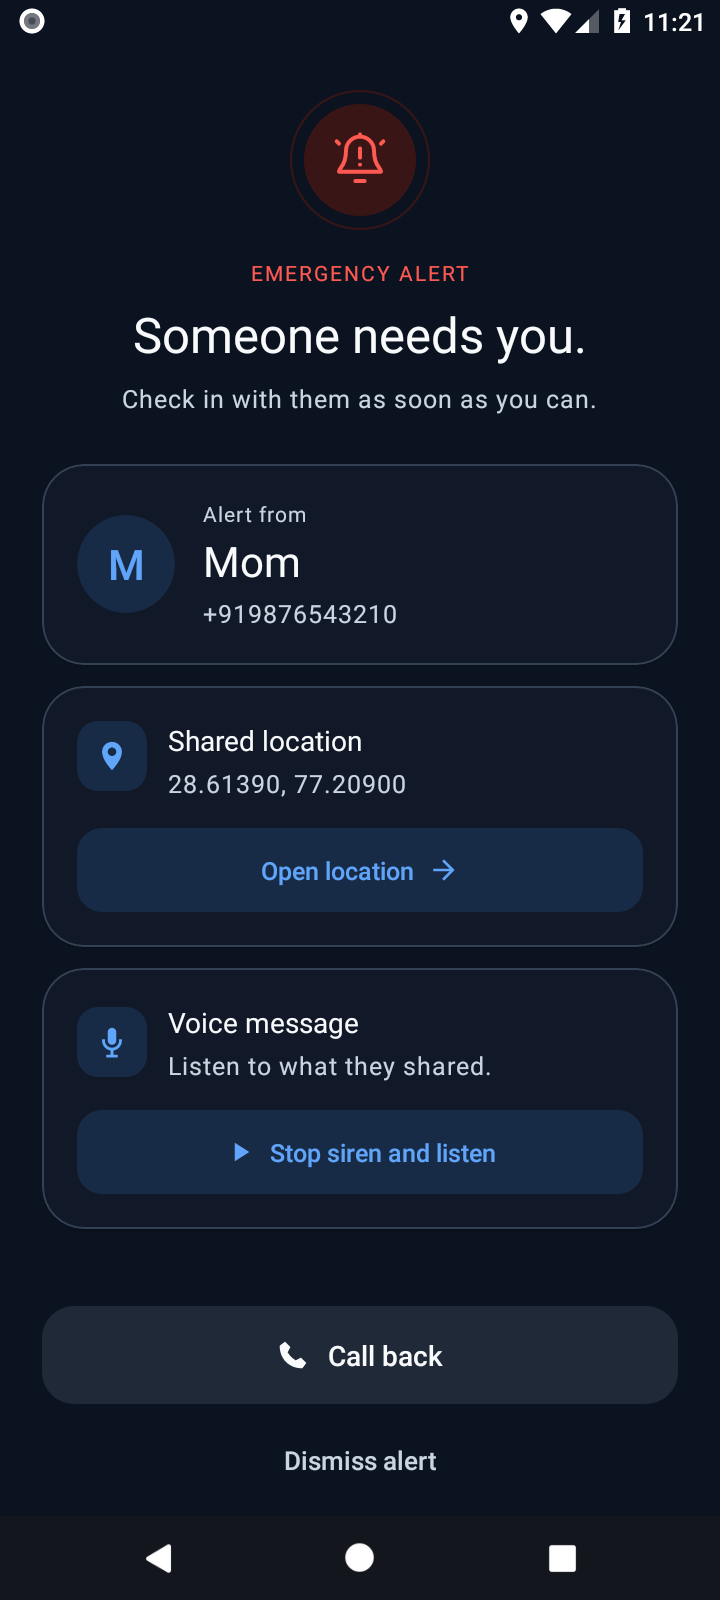 11:21
EMERGENCY ALERT
Someone needs you.
Check in with them as soon as you can.
Alert from
M
Mom
+919876543210
Shared location
28.61390, 77.20900
Open location
Voice message
Listen to what they shared.
Stop siren and listen
Call back
Dismiss alert